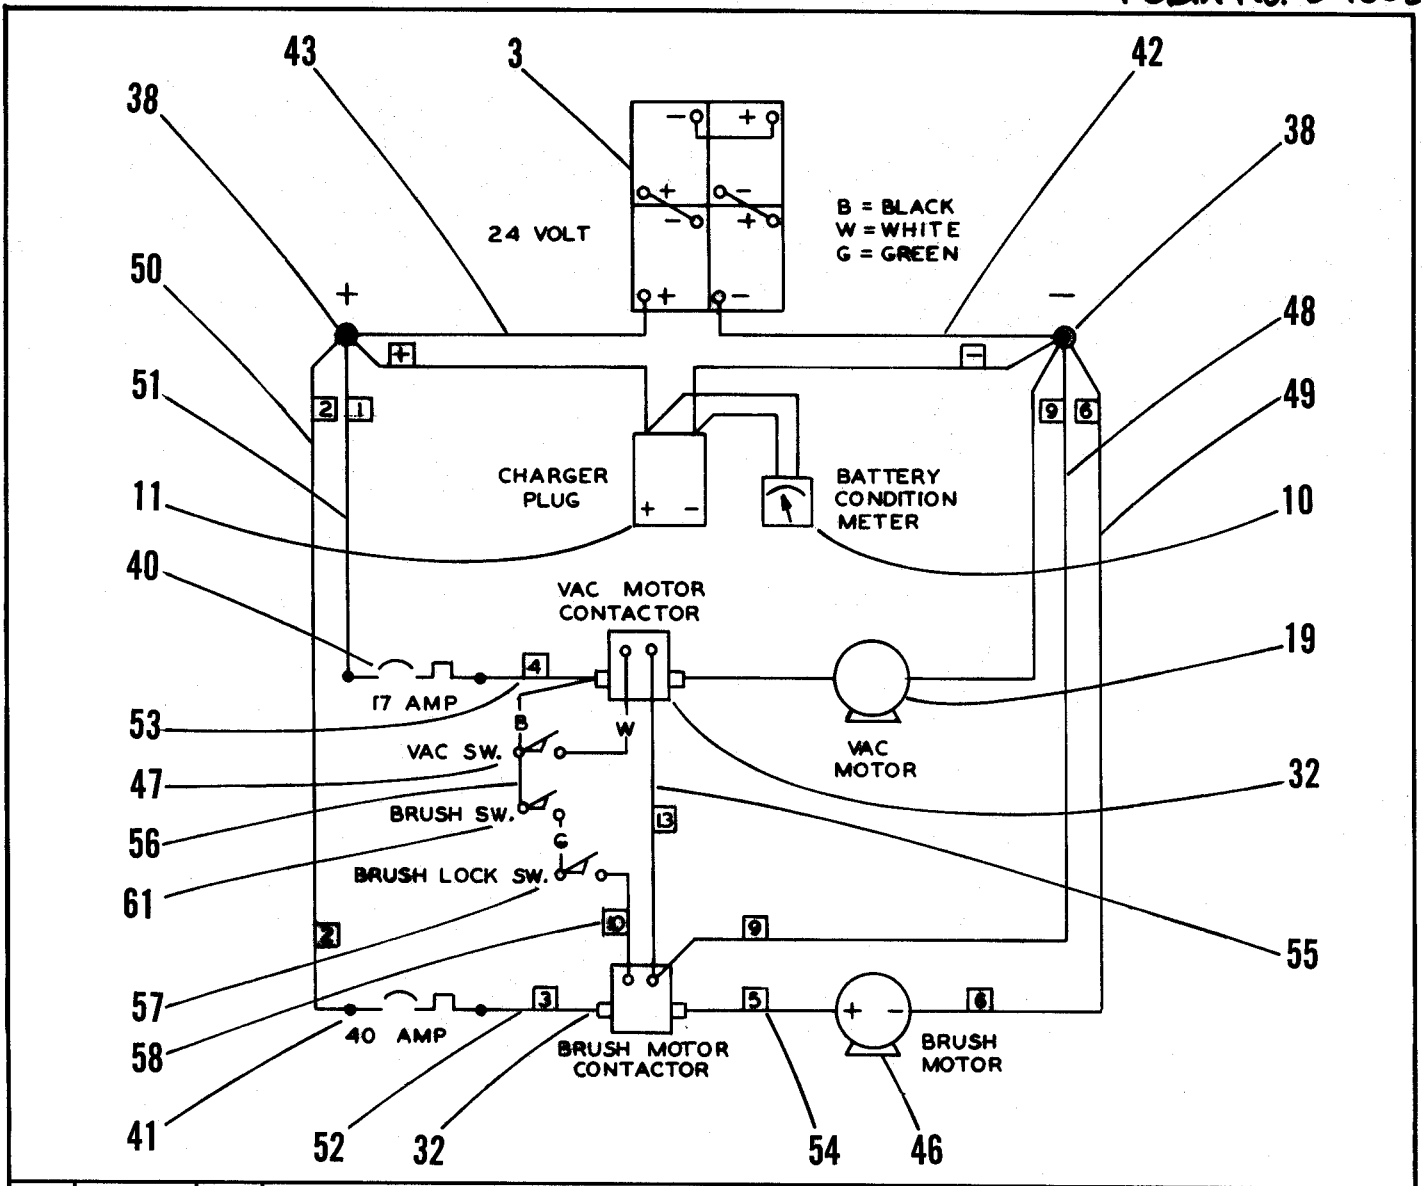 43
3
42
38
38
- +
+ -
- +
+ -
24 VOLT
B = BLACK
W = WHITE
G = GREEN
50
+
−
48
+
−
51
2
1
9
6
49
CHARGER
PLUG
+ −
BATTERY
CONDITION
METER
11
10
40
VAC MOTOR
CONTACTOR
19
4
17 AMP
53
B
W
VAC SW.
VAC
MOTOR
47
32
BRUSH SW.
13
56
G
BRUSH LOCK SW.
61
2
10
9
55
57
3
5
+ −
6
40 AMP
58
BRUSH MOTOR
CONTACTOR
BRUSH
MOTOR
41
52
32
54
46